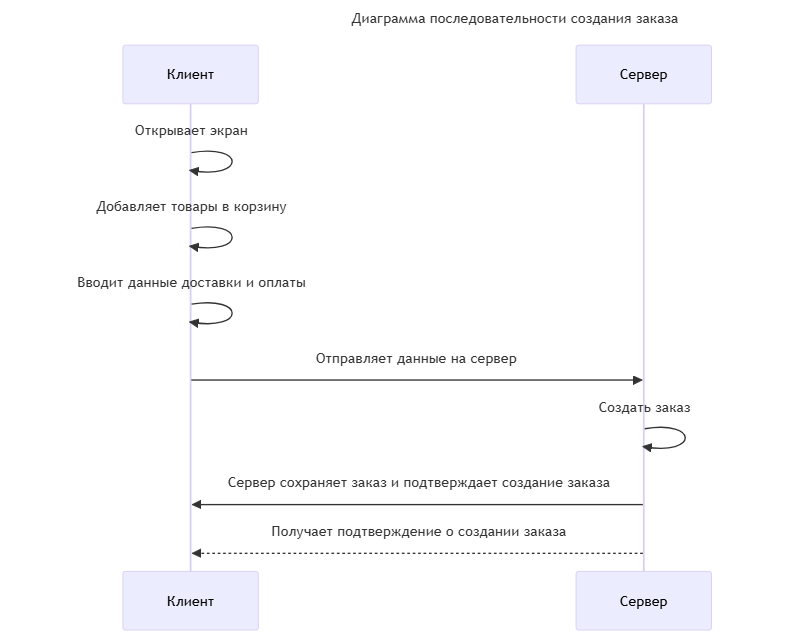 Диаграмма последовательности создания заказа
Клиент
Сервер
Открывает экран
Добавляет товары в корзину
Вводит данные доставки и оплаты
Отправляет данные на сервер
Создать заказ
Сервер сохраняет заказ и подтверждает создание заказа
Получает подтверждение о создании заказа
Клиент
Сервер